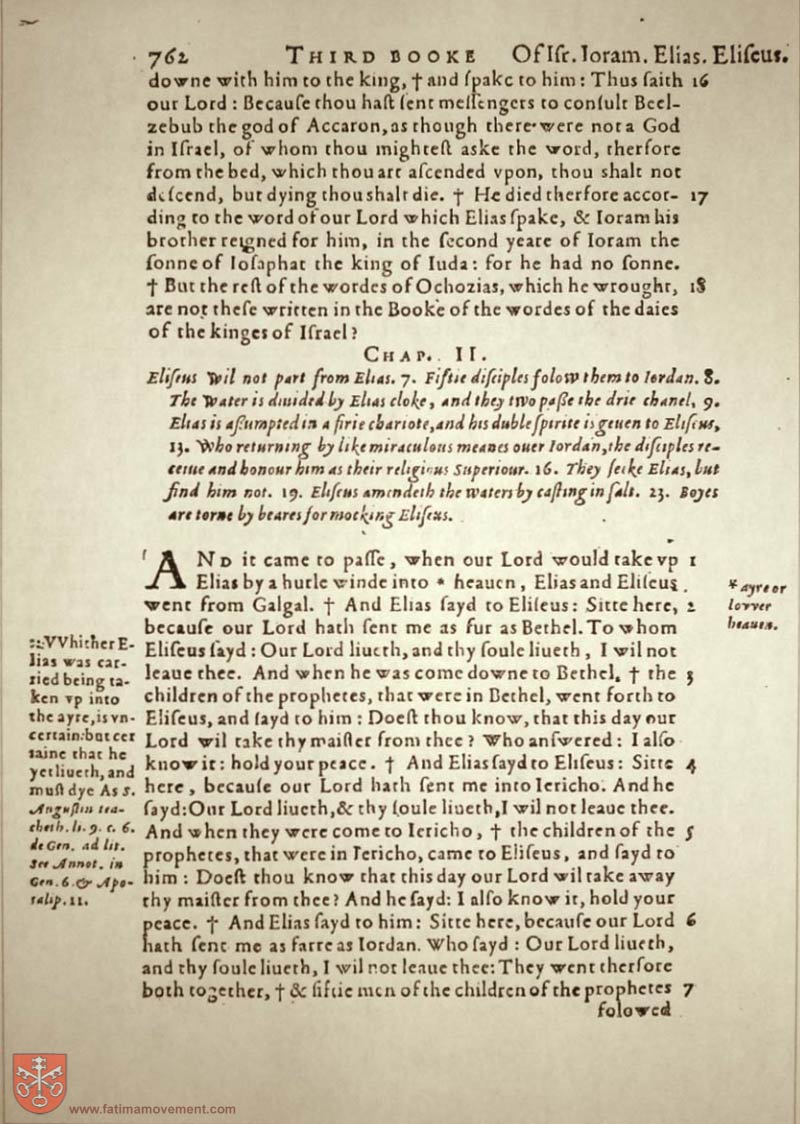 762 THIRD BOOKE Of Iſr. Ioram. Elias. Eliſeus.
downe with him to the king, † and ſpake to him: Thus ſaith 16
our Lord: Becauſe thou haſt ſent meſſengers to conſult Beel-
zebub the god of Accaron, as though there were not a God
in Iſrael, of whom thou mighteſt aske the word, therfore
from the bed, which thou art aſcended vpon, thou shalt not
deſcend, but dying thou shalt die. † He died therfore accor- 17
ding to the word of our Lord which Elias ſpake, & Ioram his
brother reigned for him, in the ſecond yeare of Ioram the
ſonne of Ioſaphat the king of Iuda: for he had no ſonne.
† But the reſt of the wordes of Ochozias, which he wrought, 18
are not theſe written in the Booke of the wordes of the daies
of the kinges of Iſrael?
CHAP. II.
Eliſeus wil not part from Elias. 7. Fiftie diſciples folow them to Iordan. 8.
The water is diuided by Elias cloke, and they two paſſe the drie chanel, 9.
Elias is aſſumpted in a firie chariote, and his duble ſpirite is geuen to Eliſeus,
13. Who returning by like miraculous meanes ouer Iordan, the diſciples re-
ceiue and honour him as their religious Superiour. 16. They ſeeke Elias, but
find him not. 19. Eliſeus amendeth the waters by caſting in ſalt. 23. Boyes
are torne by beares for mocking Eliſeus.
AND it came to paſſe, when our Lord would take vp 1
Elias by a hurle winde into * heauen, Elias and Eliſeus
went from Galgal. † And Elias ſayd to Eliſeus: Sitte here, 2
becauſe our Lord hath ſent me as fur as Bethel. To whom
Eliſeus ſayd: Our Lord liueth, and thy ſoule liueth, I wil not
leaue thee. And when he was come downe to Bethel, † the 3
children of the prophetes, that were in Bethel, went forth to
Eliſeus, and ſayd to him: Doeſt thou know, that this day our
Lord wil take thy maiſter from thee? Who anſwered: I alſo
know it: hold your peace. † And Elias ſayd to Eliſeus: Sitte 4
here, becauſe our Lord hath ſent me into Iericho. And he
ſayd: Our Lord liueth, & thy ſoule liueth, I wil not leaue thee.
And when they were come to Iericho, † the children of the 5
prophetes, that were in Iericho, came to Eliſeus, and ſayd to
him: Doeſt thou know that this day our Lord wil take away
thy maiſter from thee? And he ſayd: I alſo know it, hold your
peace. † And Elias ſayd to him: Sitte here, becauſe our Lord 6
hath ſent me as farre as Iordan. Who ſayd: Our Lord liueth,
and thy ſoule liueth, I wil not leaue thee: They went therfore
both together, † & fiftie men of the children of the prophetes 7
folowed
* ayre or
lovver
heauen.
:: VVhither E-
lias was car-
ried being ta-
ken vp into
the ayre, is vn-
certain: but cer
taine that he
yet liueth, and
muſt dye As S.
Auguſtin tea-
cheth. li. 9. c. 6.
de Gen. ad lit.
See Annot. in
Gen. 6. & Apo-
calip. 11.
www.fatimamovement.com